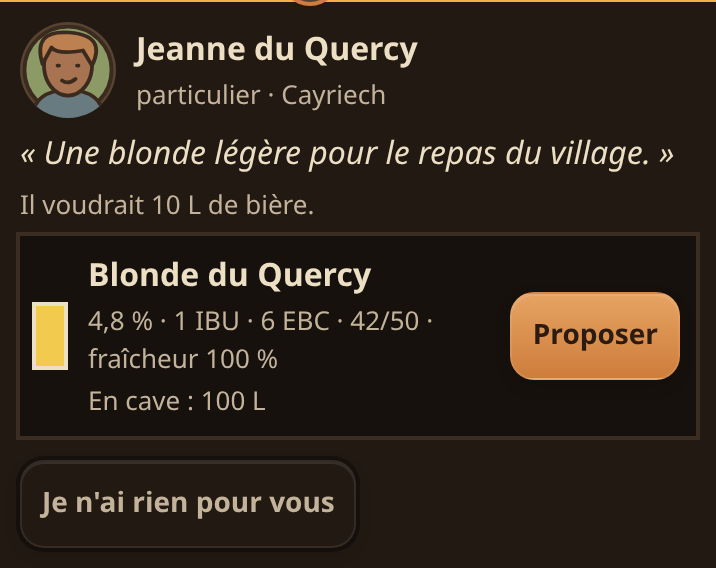 Jeanne du Quercy
particulier · Cayriech
« Une blonde légère pour le repas du village. »
Il voudrait 10 L de bière.
Blonde du Quercy
4,8 % · 1 IBU · 6 EBC · 42/50 ·
fraîcheur 100 %
En cave : 100 L
Proposer
Je n'ai rien pour vous